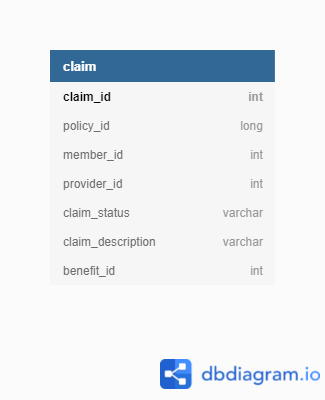 claim
claim_id int
policy_id long
member_id int
provider_id int
claim_status varchar
claim_description varchar
benefit_id int
dbdiagram.io